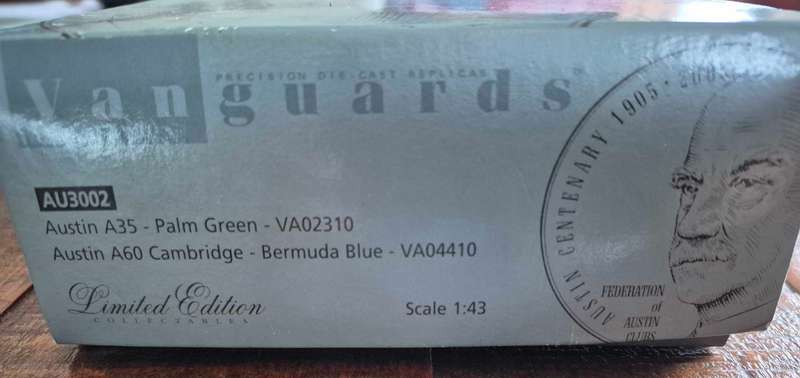 PRECISION DIE-CAST REPLICAS
Vanguards
AU3002
Austin A35 - Palm Green - VA02310
Austin A60 Cambridge - Bermuda Blue - VA04410
Limited Edition
COLLECTABLES
Scale 1:43
AUSTIN CENTENARY 1905 -
FEDERATION
of
AUSTIN
CLUBS